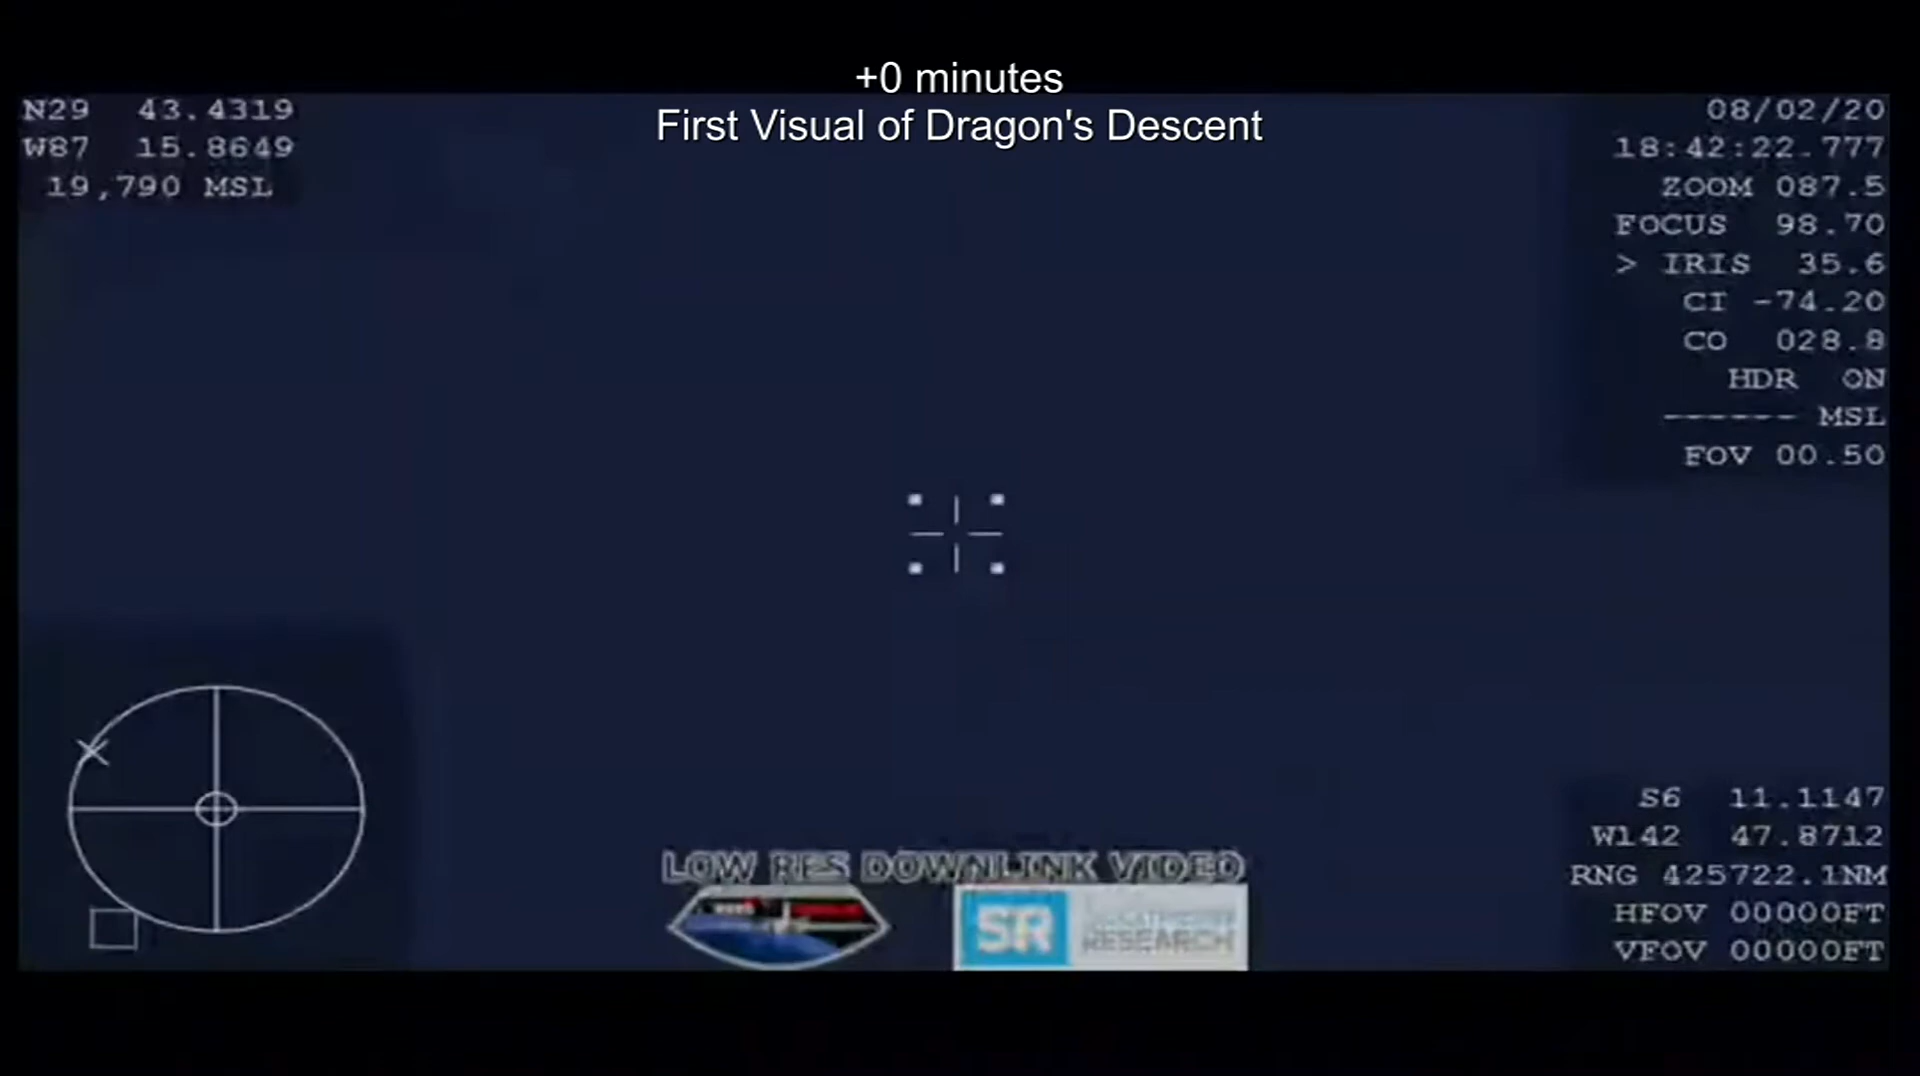 +0 minutes
First Visual of Dragon's Descent
N29 43.4319
W87 15.8649
19,790 MSL
08/02/20
18:42:22.777
ZOOM 087.5
FOCUS 98.70
> IRIS 35.6
CI -74.20
CO 028.8
HDR ON
------ MSL
FOV 00.50
S6 11.1147
W142 47.8712
RNG 425722.1NM
HFOV 00000FT
VFOV 00000FT
LOW RES DOWNLINK VIDEO
SR
RESEARCH